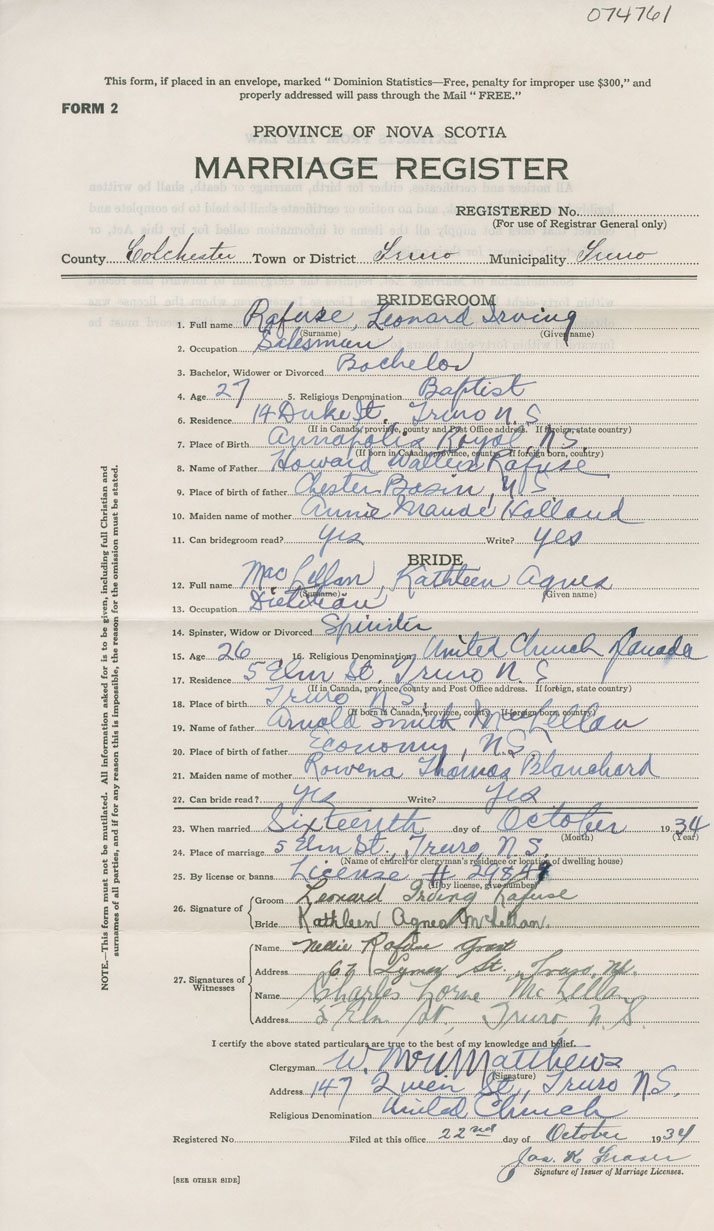 074761
This form, if placed in an envelope, marked " Dominion Statistics—Free, penalty for improper use $300," and
properly addressed will pass through the Mail " FREE."
FORM 2
PROVINCE OF NOVA SCOTIA
MARRIAGE REGISTER
REGISTERED No.
(For use of Registrar General only)
County Colchester Town or District Truro Municipality Truro
BRIDEGROOM
1. Full name Rafuse, Leonard Irving
(Surname) (Given name)
2. Occupation Salesman
3. Bachelor, Widower or Divorced Bachelor
4. Age 27 5. Religious Denomination Baptist
6. Residence 14 Duke St. Truro N.S.
(If in Canada, province, county and Post Office address. If foreign, state country)
7. Place of Birth Annapolis Royal, N.S.
(If born in Canada, province, county. If foreign born, country)
8. Name of Father Howard Rafuse
9. Place of birth of father Chester Basin, N.S.
10. Maiden name of mother Annie Maude Holland
11. Can bridegroom read? yes Write? yes
BRIDE
12. Full name MacLellan, Kathleen Agnes
(Surname) (Given name)
13. Occupation Dietitian
14. Spinster, Widow or Divorced Spinster
15. Age 26 16. Religious Denomination United Church Canada
17. Residence 5 Elm St. Truro N.S.
(If in Canada, province, county and Post Office address. If foreign, state country)
18. Place of birth Truro N.S.
(If born in Canada, province, county. If foreign born, country)
19. Name of father Arnold Smith McLellan
20. Place of birth of father Economy, N.S.
21. Maiden name of mother Rowena Thomas Blanchard
22. Can bride read? yes Write? yes
23. When married Sixteenth day of October 1934
(Month) (Year)
24. Place of marriage 5 Elm St., Truro, N.S.
(Name of church or clergyman's residence or location of dwelling house)
25. By license or banns License #
(If by license, give number)
26. Signature of
Groom Leonard Irving Rafuse
Bride Kathleen Agnes McLellan.
27. Signatures of Witnesses
Name Nellie Rafuse Grant
Address 67 Lyman St., Truro, N.S.
Name Charles Lorne McLellan
Address 5 Elm St, Truro, N.S.
I certify the above stated particulars are true to the best of my knowledge and belief.
Clergyman Matthews
(Signature)
Address 147 Queen St., Truro N.S.
Religious Denomination United Church
Registered No. Filed at this office 22nd day of October 1934
Jas. K Fraser
Signature of Issuer of Marriage Licenses.
[SEE OTHER SIDE]
NOTE.—This form must not be mutilated. All information asked for is to be given, including full Christian and
surnames of all parties, and if for any reason this is impossible, the reason for the omission must be stated.